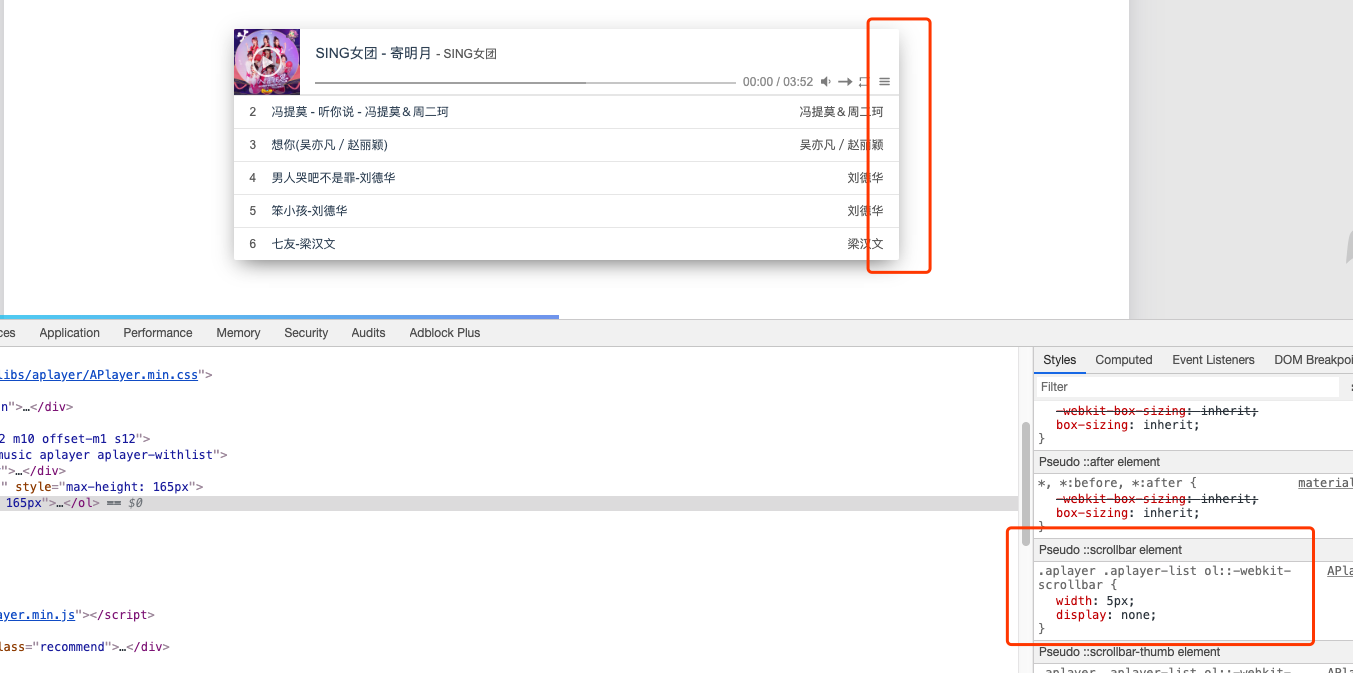 SING女团 - 寄明月 - SING女团
00:00 / 03:52
2 冯提莫 - 听你说 - 冯提莫＆周二珂 冯提莫＆周二珂
3 想你(吴亦凡 / 赵丽颖) 吴亦凡 / 赵丽颖
4 男人哭吧不是罪-刘德华 刘德华
5 笨小孩-刘德华 刘德华
6 七友-梁汉文 梁汉文
ces Application Performance Memory Security Audits Adblock Plus
libs/aplayer/APlayer.min.css">
n">…</div>
2 m10 offset-m1 s12">
music aplayer aplayer-withlist">
">…</div>
" style="max-height: 165px">
165px">…</ol> == $0
ayer.min.js"></script>
lass="recommend">…</div>
Styles Computed Event Listeners DOM Breakpoi
Filter
-webkit-box-sizing: inherit;
box-sizing: inherit;
}
Pseudo ::after element
*, *:before, *:after { material
-webkit-box-sizing: inherit;
box-sizing: inherit;
}
Pseudo ::scrollbar element
.aplayer .aplayer-list ol::-webkit- APla
scrollbar {
width: 5px;
display: none;
}
Pseudo ::scrollbar-thumb element
.aplayer .aplayer-list ol::-webkit- APla